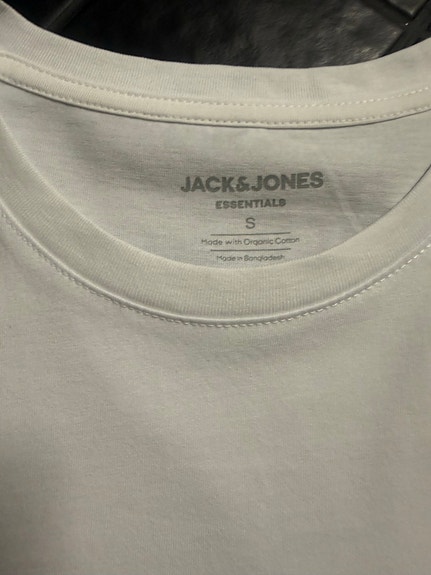 JACK&JONES
ESSENTIALS
S
Made with Organic Cotton
Made in Bangladesh